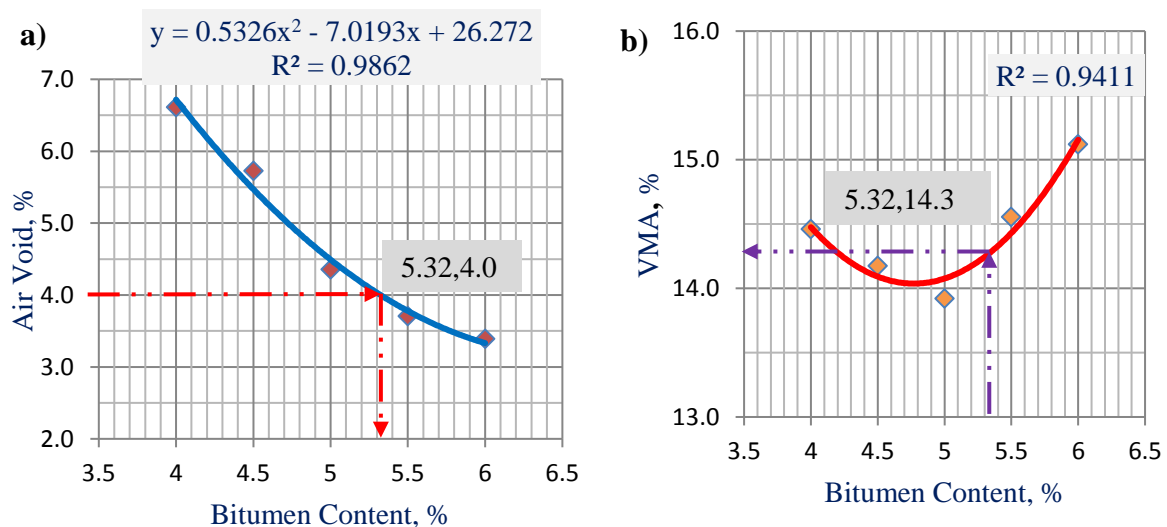 a)
y = 0.5326x² - 7.0193x + 26.272
R² = 0.9862
7.0
6.0
5.0
4.0
3.0
2.0
Air Void, %
5.32,4.0
3.5 4 4.5 5 5.5 6 6.5
Bitumen Content, %
b)
16.0
15.0
14.0
13.0
VMA, %
R² = 0.9411
5.32,14.3
3.5 4 4.5 5 5.5 6 6.5
Bitumen Content, %